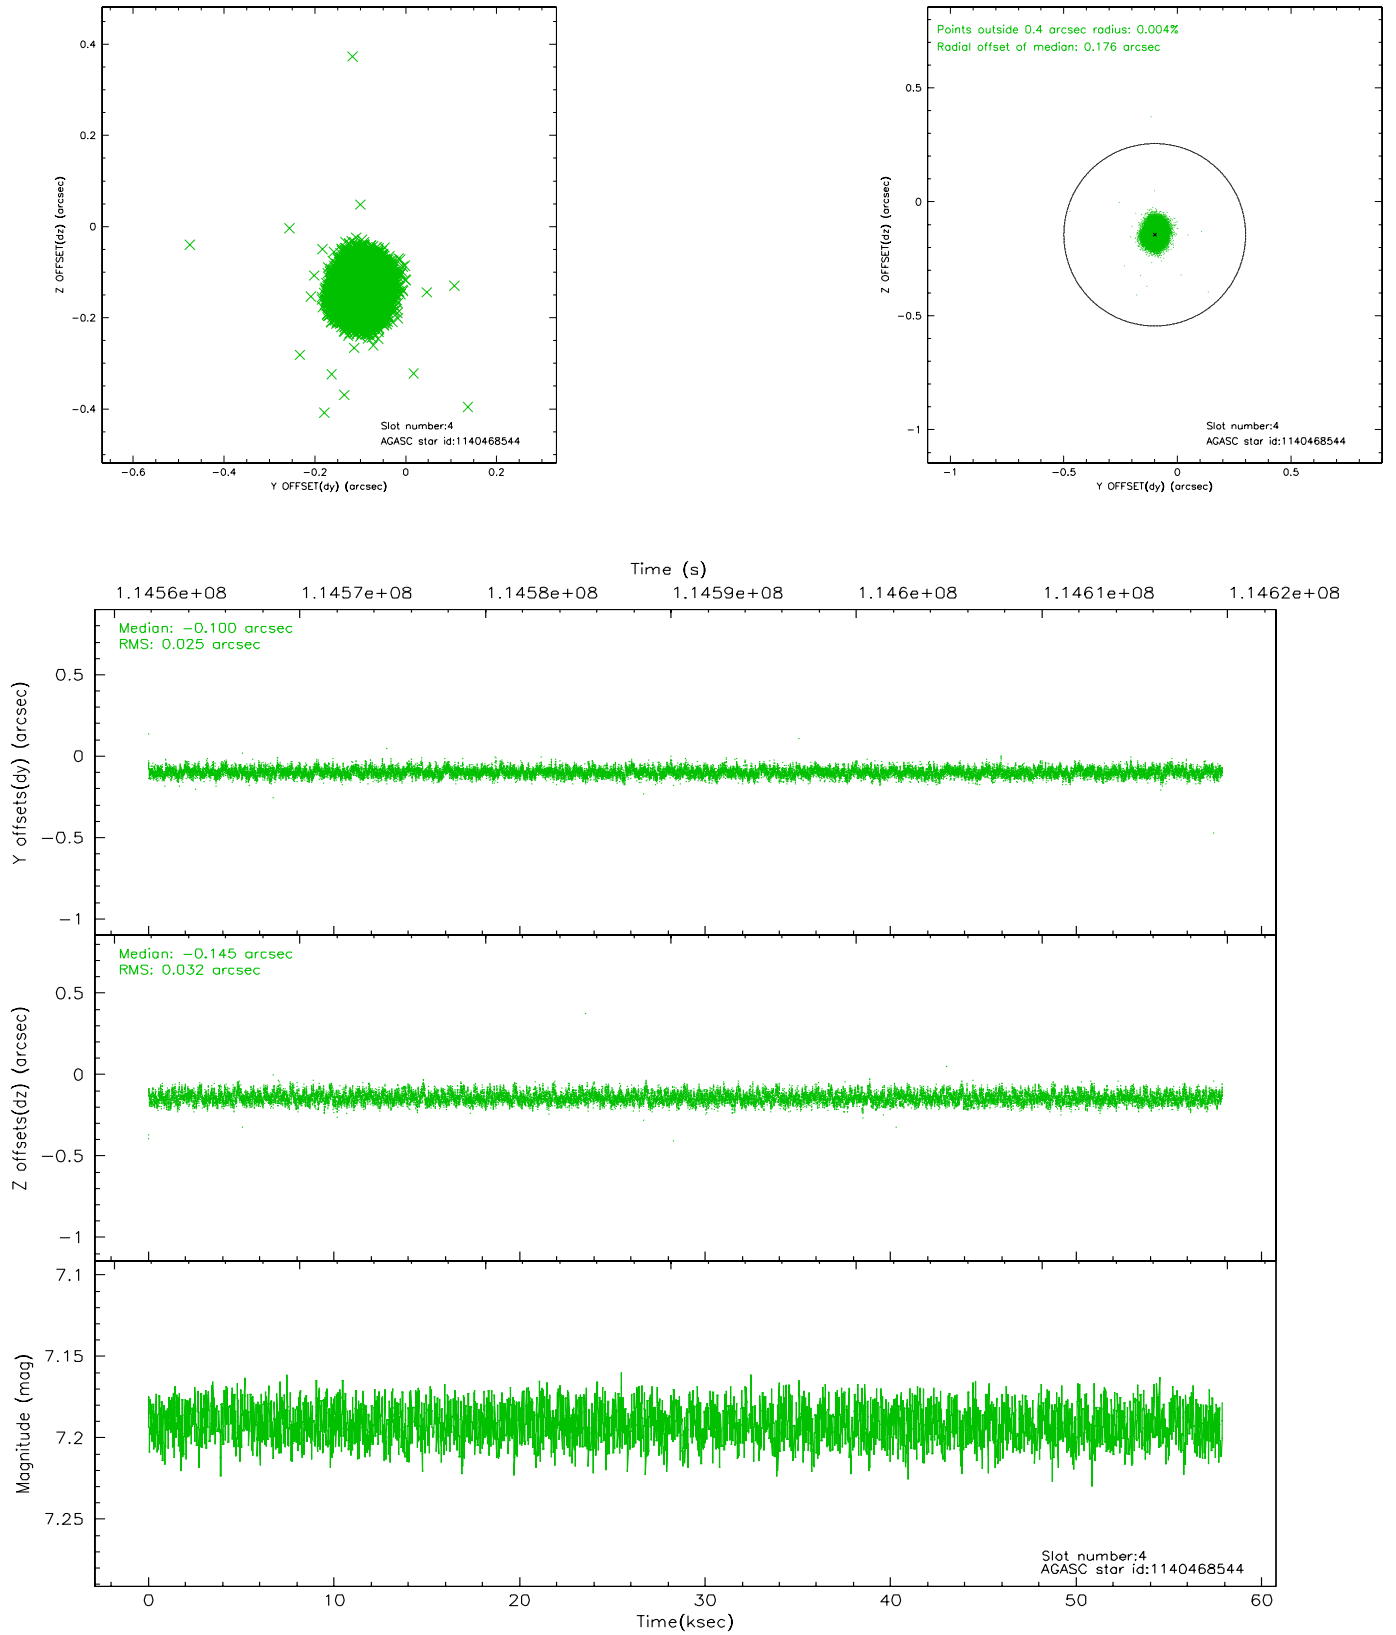 0.4
0.2
0
−0.2
−0.4
Z OFFSET(dz) (arcsec)
Slot number:4
AGASC star id:1140468544
−0.6 −0.4 −0.2 0 0.2
Y OFFSET(dy) (arcsec)
Points outside 0.4 arcsec radius: 0.004%
Radial offset of median: 0.176 arcsec
0.5
0
−0.5
−1
Z OFFSET(dz) (arcsec)
Slot number:4
AGASC star id:1140468544
−1 −0.5 0 0.5
Y OFFSET(dy) (arcsec)
Time (s)
1.1456e+08 1.1457e+08 1.1458e+08 1.1459e+08 1.146e+08 1.1461e+08 1.1462e+08
Median: −0.100 arcsec
RMS: 0.025 arcsec
0.5
0
−0.5
−1
Y offsets(dy) (arcsec)
Median: −0.145 arcsec
RMS: 0.032 arcsec
0.5
0
−0.5
−1
Z offsets(dz) (arcsec)
7.1
7.15
7.2
7.25
Magnitude (mag)
Slot number:4
AGASC star id:1140468544
0 10 20 30 40 50 60
Time(ksec)